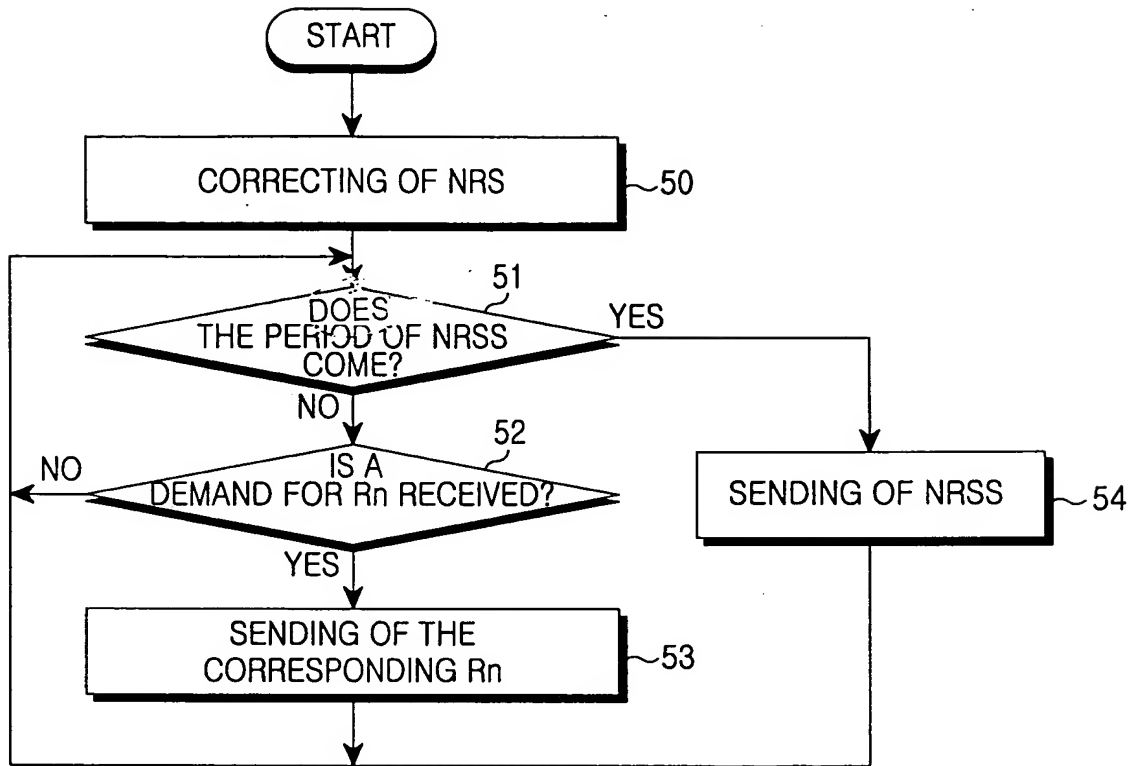 START
CORRECTING OF NRS
50
51
DOES
THE PERIOD OF NRSS
COME?
YES
NO
52
IS A
DEMAND FOR Rn RECEIVED?
NO
SENDING OF NRSS
54
YES
SENDING OF THE
CORRESPONDING Rn
53